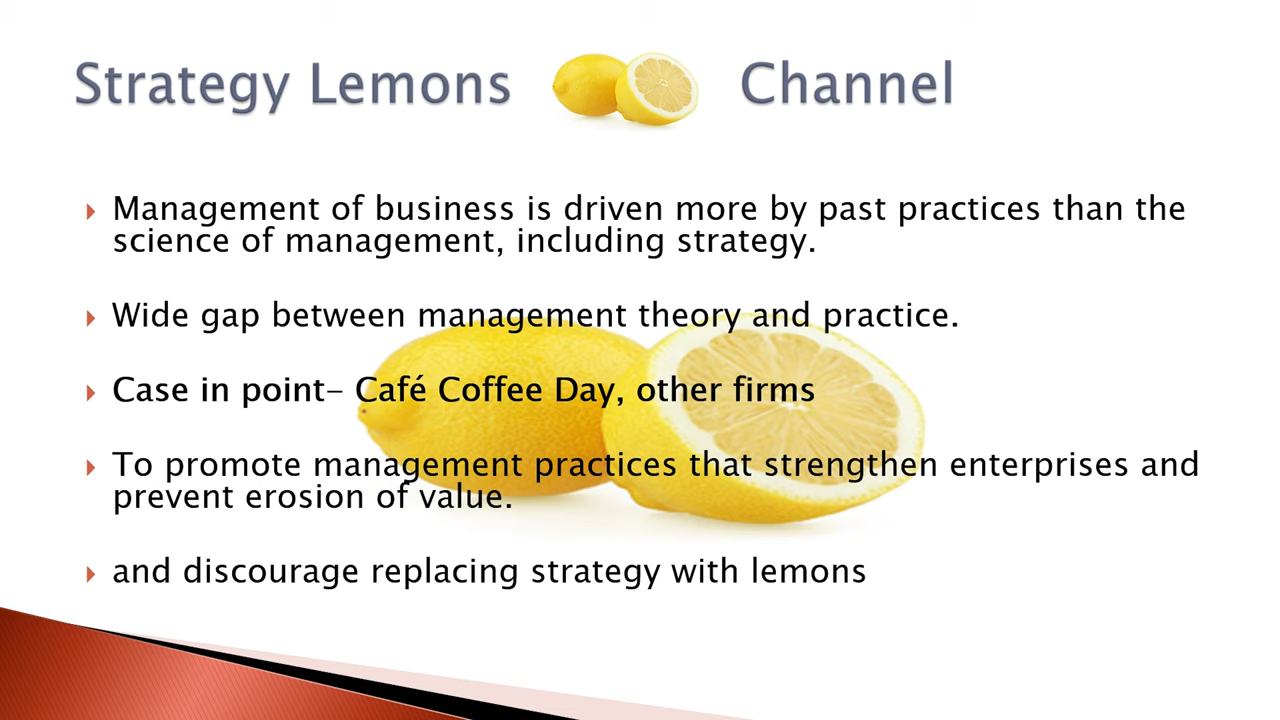 Strategy Lemons Channel
Management of business is driven more by past practices than the
science of management, including strategy.
Wide gap between management theory and practice.
Case in point– Café Coffee Day, other firms
To promote management practices that strengthen enterprises and
prevent erosion of value.
and discourage replacing strategy with lemons